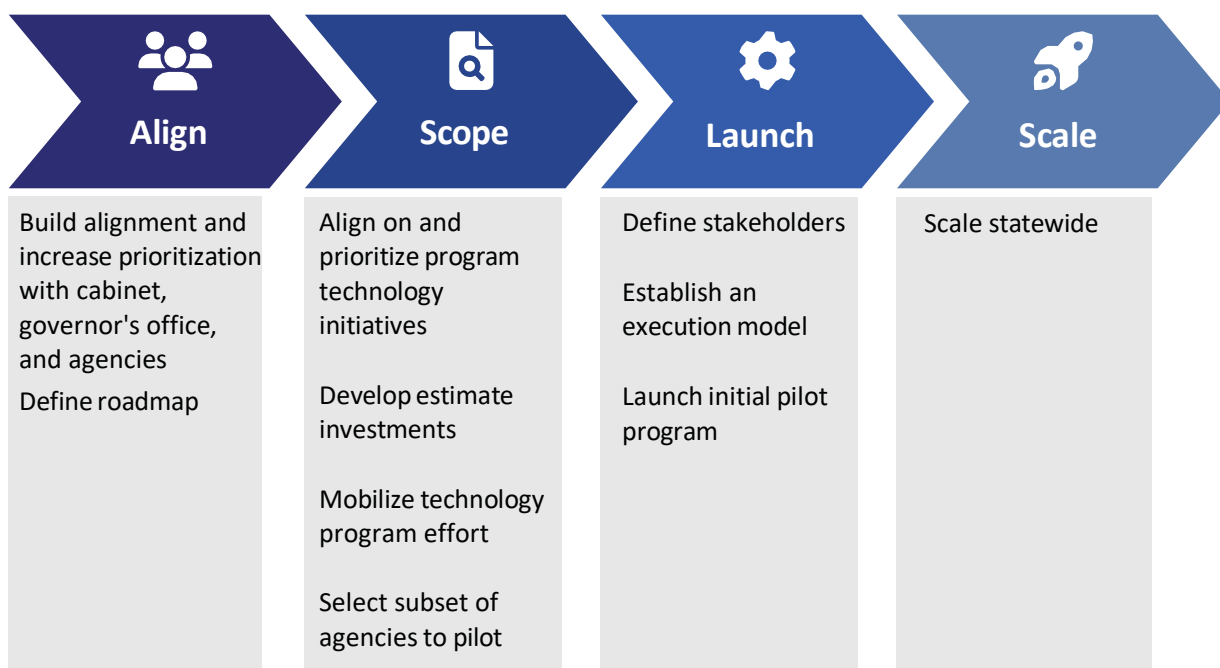 Align
Build alignment and
increase prioritization
with cabinet,
governor's office,
and agencies
Define roadmap
Scope
Align on and
prioritize program
technology
initiatives
Develop estimate
investments
Mobilize technology
program effort
Select subset of
agencies to pilot
Launch
Define stakeholders
Establish an
execution model
Launch initial pilot
program
Scale
Scale statewide